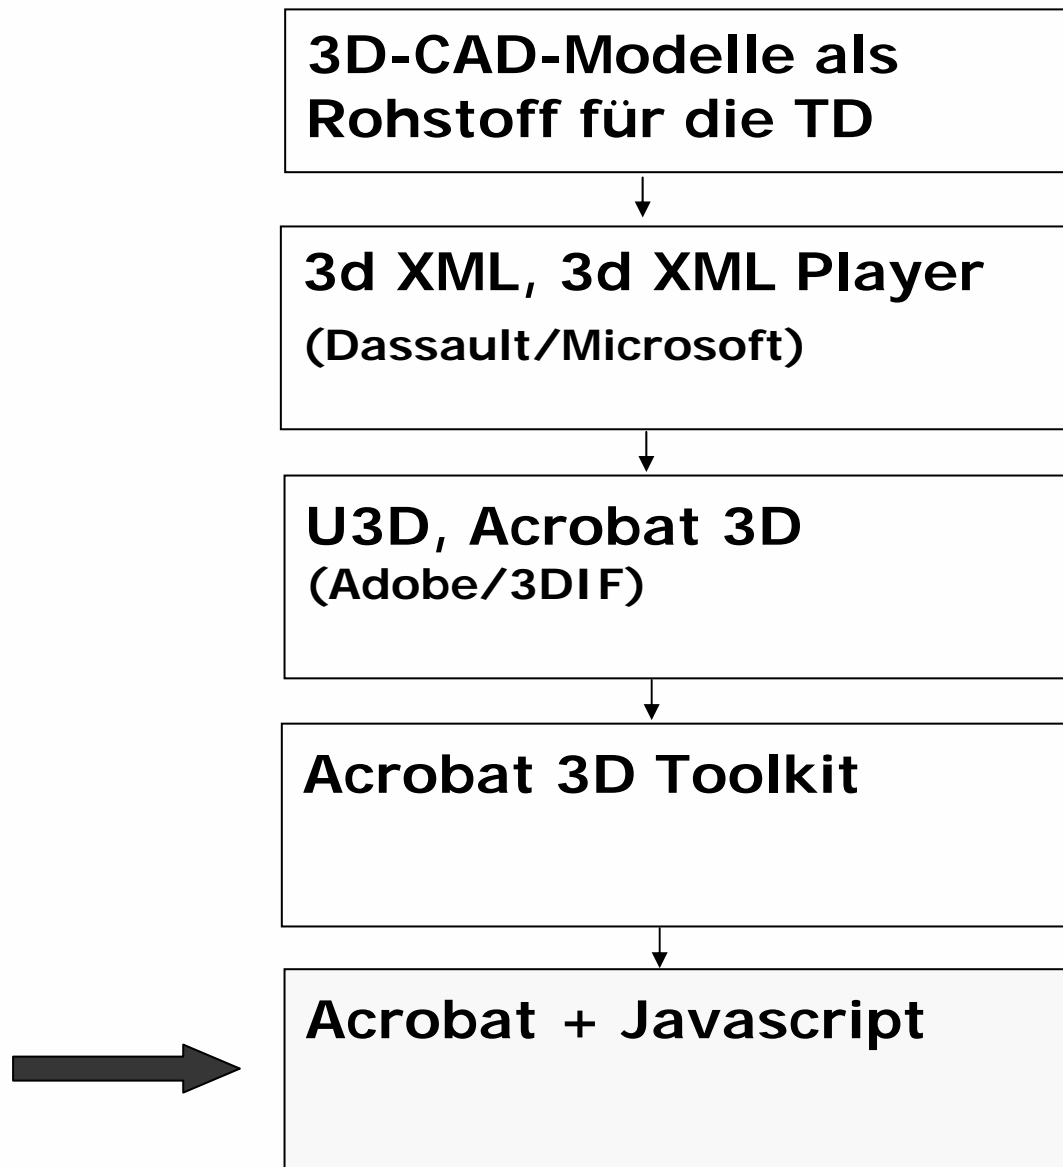 3D-CAD-Modelle als
Rohstoff für die TD
3d XML, 3d XML Player
(Dassault/Microsoft)
U3D, Acrobat 3D
(Adobe/3DIF)
Acrobat 3D Toolkit
Acrobat + Javascript